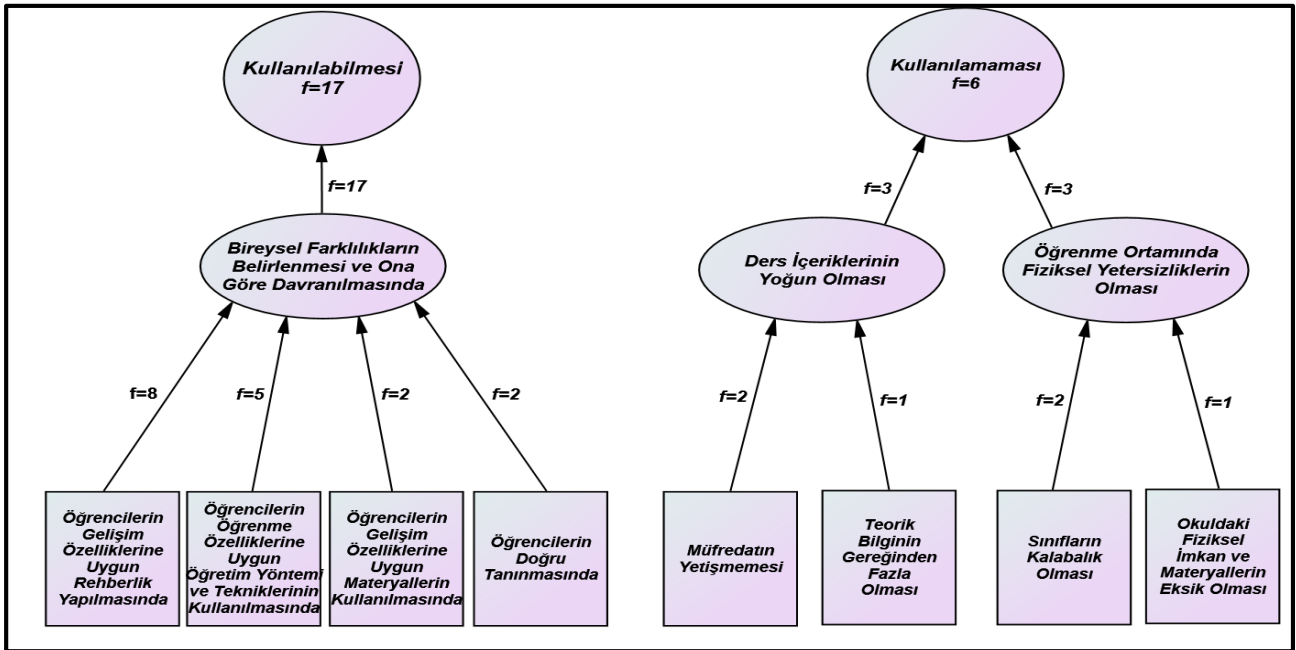 Kullanılabilmesi
f=17
Kullanılamaması
f=6
f=17
f=3
f=3
Bireysel Farklılıkların
Belirlenmesi ve Ona
Göre Davranılmasında
Ders İçeriklerinin
Yoğun Olması
Öğrenme Ortamında
Fiziksel Yetersizliklerin
Olması
f=8
f=5
f=2
f=2
f=2
f=1
f=2
f=1
Öğrencilerin
Gelişim
Özelliklerine
Uygun
Rehberlik
Yapılmasında
Öğrencilerin
Öğrenme
Özelliklerine
Uygun
Öğretim Yöntemi
ve Tekniklerinin
Kullanılmasında
Öğrencilerin
Gelişim
Özelliklerine
Uygun
Materyallerin
Kullanılmasında
Öğrencilerin
Doğru
Tanınmasında
Müfredatın
Yetişmemesi
Teorik
Bilginin
Gereğinden
Fazla
Olması
Sınıfların
Kalabalık
Olması
Okuldaki
Fiziksel
İmkan ve
Materyallerin
Eksik Olması